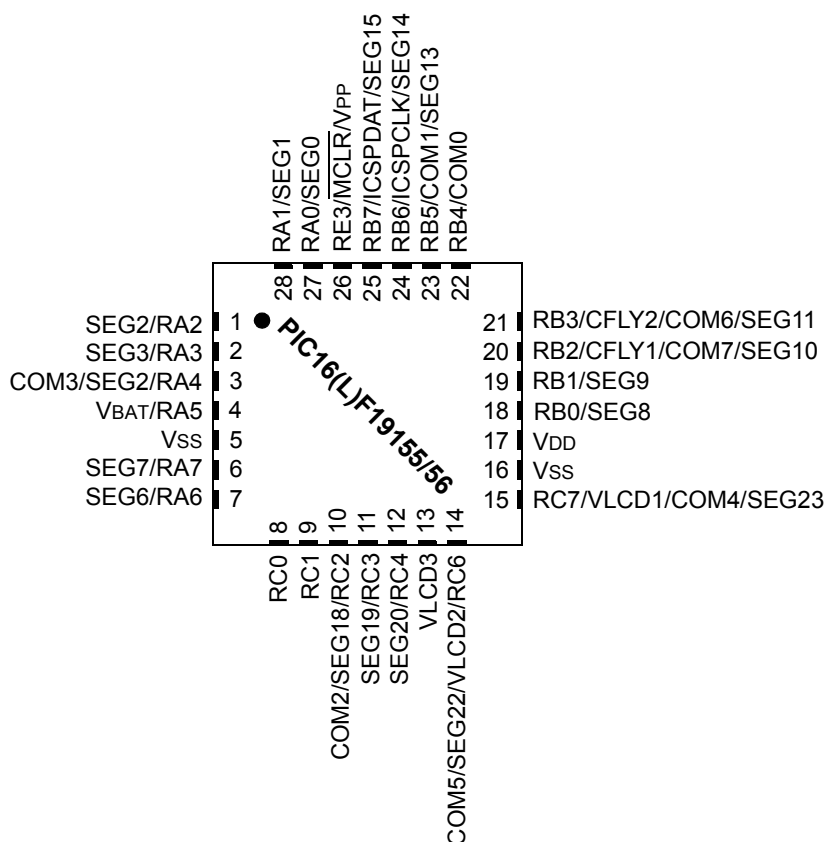 RA1/SEG1
RA0/SEG0
RE3/MCLR/VPP
RB7/ICSPDAT/SEG15
RB6/ICSPCLK/SEG14
RB5/COM1/SEG13
RB4/COM0
28
27
26
25
24
23
22
SEG2/RA2 1
SEG3/RA3 2
COM3/SEG2/RA4 3
VBAT/RA5 4
VSS 5
SEG7/RA7 6
SEG6/RA6 7
PIC16(L)F19155/56
21 RB3/CFLY2/COM6/SEG11
20 RB2/CFLY1/COM7/SEG10
19 RB1/SEG9
18 RB0/SEG8
17 VDD
16 VSS
15 RC7/VLCD1/COM4/SEG23
8
9
10
11
12
13
14
RC0
RC1
COM2/SEG18/RC2
SEG19/RC3
SEG20/RC4
VLCD3
COM5/SEG22/VLCD2/RC6